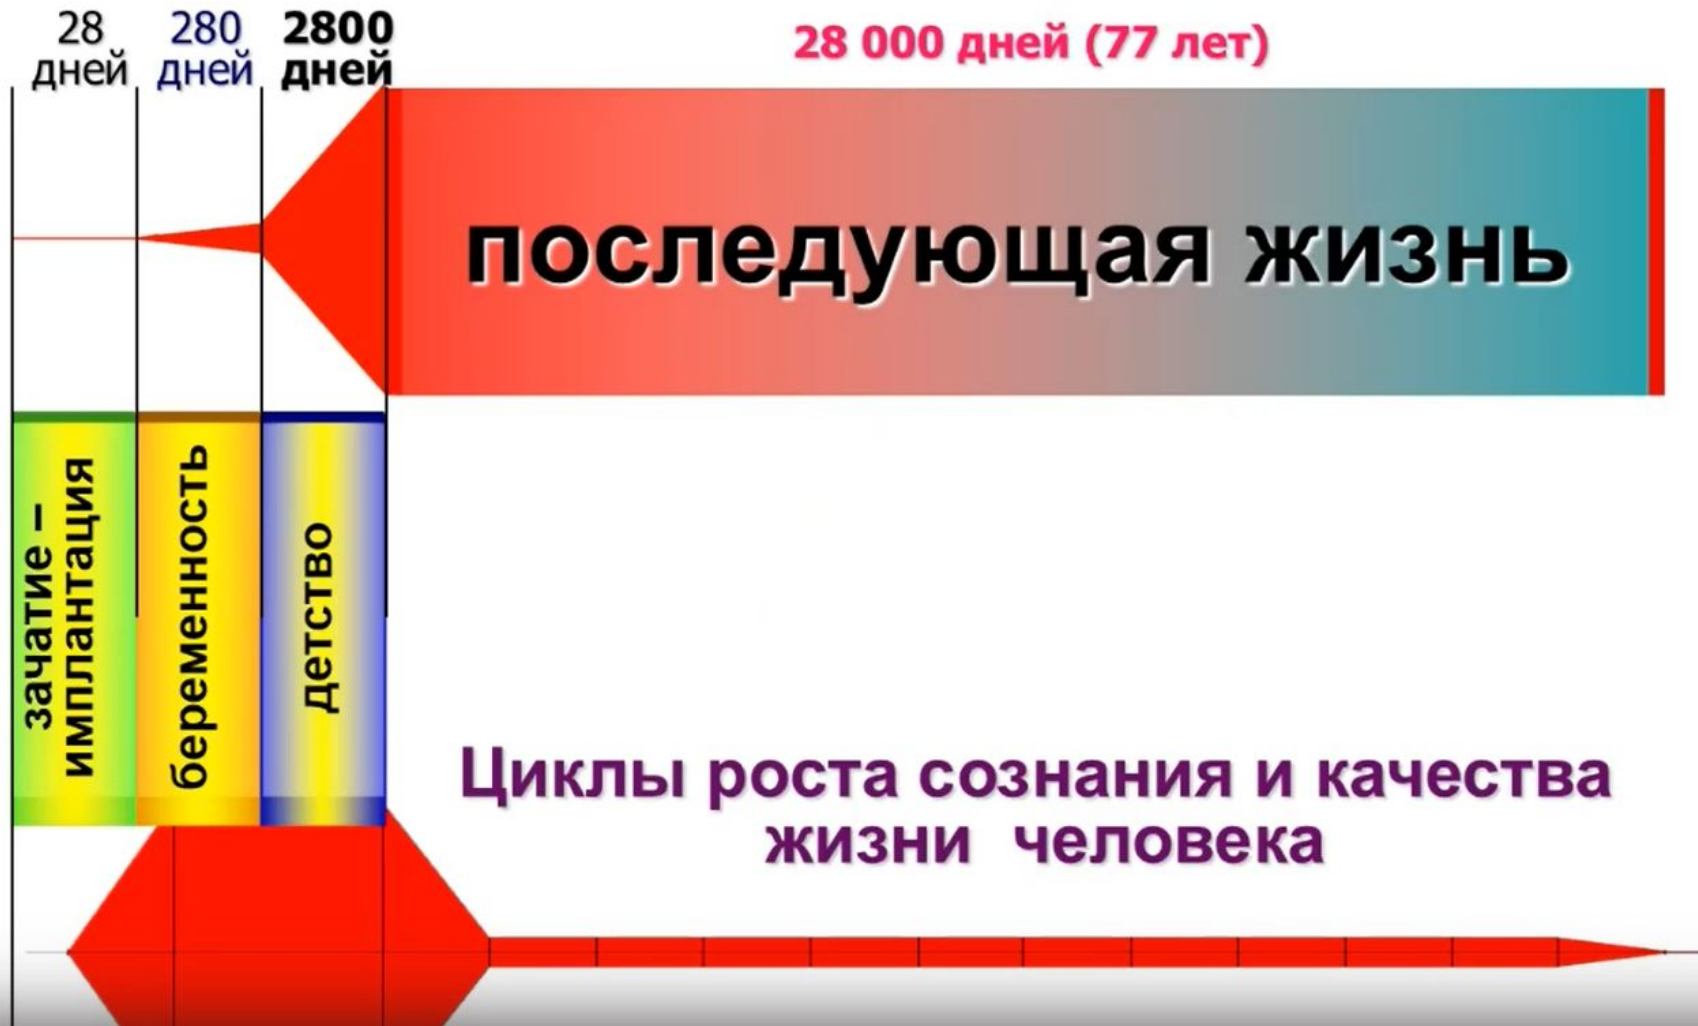 28
дней
280
дней
2800
дней
28 000 дней (77 лет)
последующая жизнь
зачатие –
имплантация
беременность
детство
Циклы роста сознания и качества
жизни человека